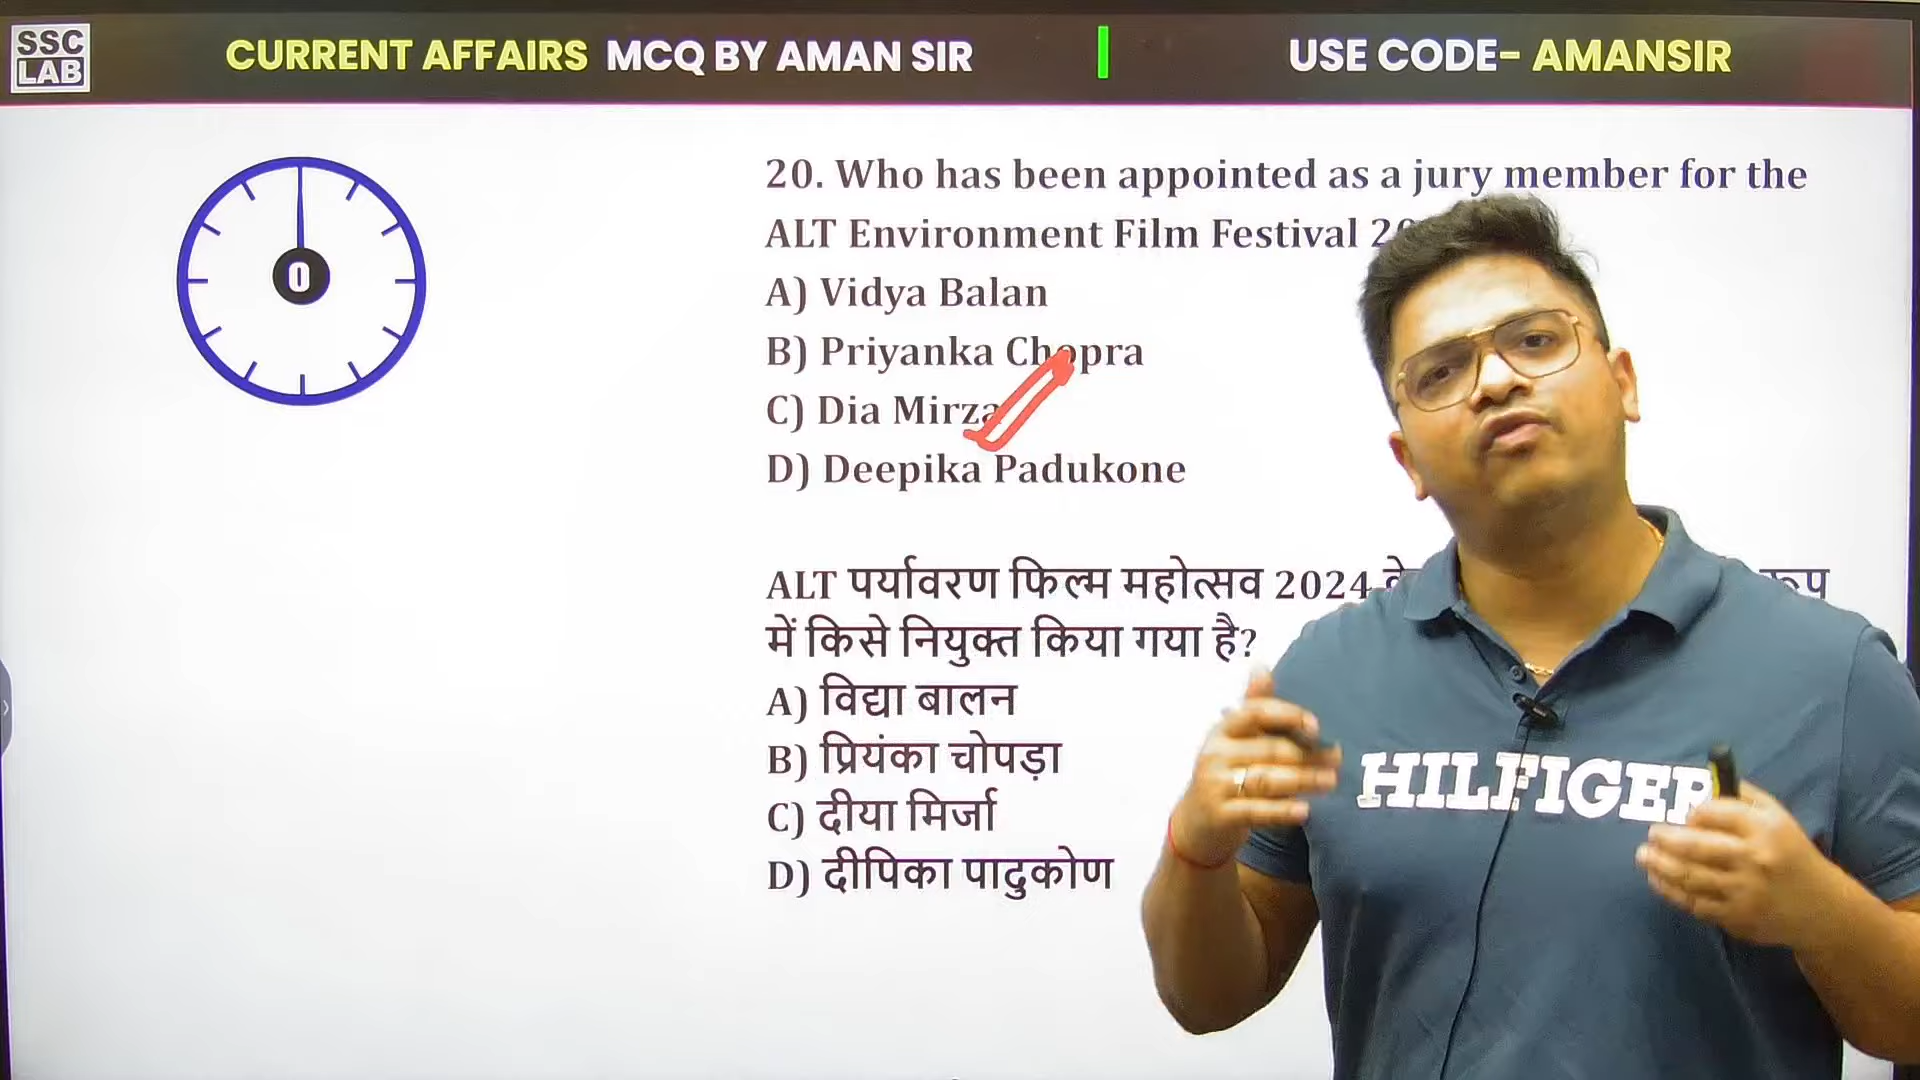 SSC
LAB
CURRENT AFFAIRS MCQ BY AMAN SIR
USE CODE- AMANSIR
0
20. Who has been appointed as a jury member for the
ALT Environment Film Festival
A) Vidya Balan
B) Priyanka Chopra
C) Dia Mirza
D) Deepika Padukone
ALT पर्यावरण फिल्म महोत्सव 2024 रूप
में किसे नियुक्त किया गया है?
A) विद्या बालन
B) प्रियंका चोपड़ा
C) दीया मिर्जा
D) दीपिका पादुकोण
HILFIGER